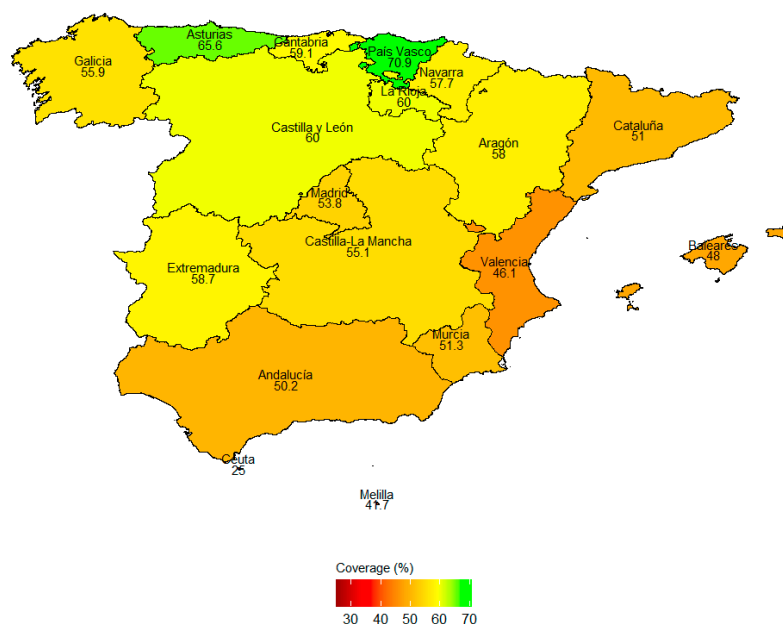 Asturias
65.6
Cantabria
59.1
País Vasco
70.9
Galicia
55.9
Navarra
57.7
La Rioja
60
Castilla y León
60
Aragón
58
Cataluña
51
Madrid
53.8
Castilla-La Mancha
55.1
Baleares
48
Valencia
46.1
Extremadura
58.7
Murcia
51.3
Andalucía
50.2
Ceuta
25
Melilla
41.7
Coverage (%)
30 40 50 60 70